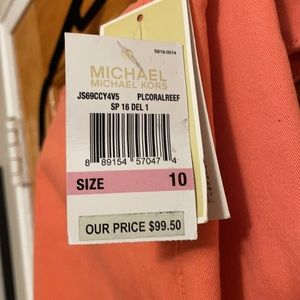 S819-0014
MICHAEL
MICHAEL KORS
JS69CCY4V5 PLCORALREEF
SP 16 DEL 1
8 89154 57047 4
SIZE 10
OUR PRICE $99.50